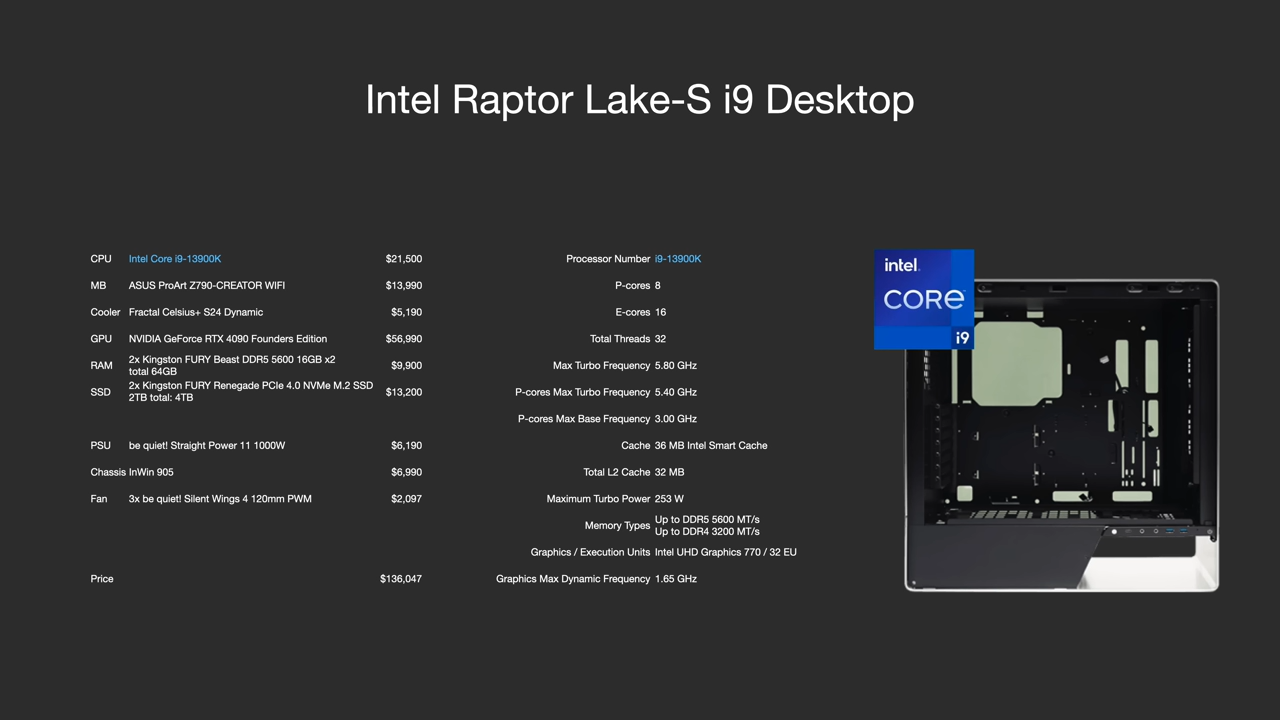 Intel Raptor Lake-S i9 Desktop
CPU Intel Core i9-13900K $21,500
MB ASUS ProArt Z790-CREATOR WIFI $13,990
Cooler Fractal Celsius+ S24 Dynamic $5,190
GPU NVIDIA GeForce RTX 4090 Founders Edition $56,990
RAM 2x Kingston FURY Beast DDR5 5600 16GB x2
total 64GB $9,900
SSD 2x Kingston FURY Renegade PCIe 4.0 NVMe M.2 SSD
2TB total: 4TB $13,200
PSU be quiet! Straight Power 11 1000W $6,190
Chassis InWin 905 $6,990
Fan 3x be quiet! Silent Wings 4 120mm PWM $2,097
Price $136,047
Processor Number i9-13900K
P-cores 8
E-cores 16
Total Threads 32
Max Turbo Frequency 5.80 GHz
P-cores Max Turbo Frequency 5.40 GHz
P-cores Max Base Frequency 3.00 GHz
Cache 36 MB Intel Smart Cache
Total L2 Cache 32 MB
Maximum Turbo Power 253 W
Memory Types Up to DDR5 5600 MT/s
Up to DDR4 3200 MT/s
Graphics / Execution Units Intel UHD Graphics 770 / 32 EU
Graphics Max Dynamic Frequency 1.65 GHz
intel.
CORE
i9